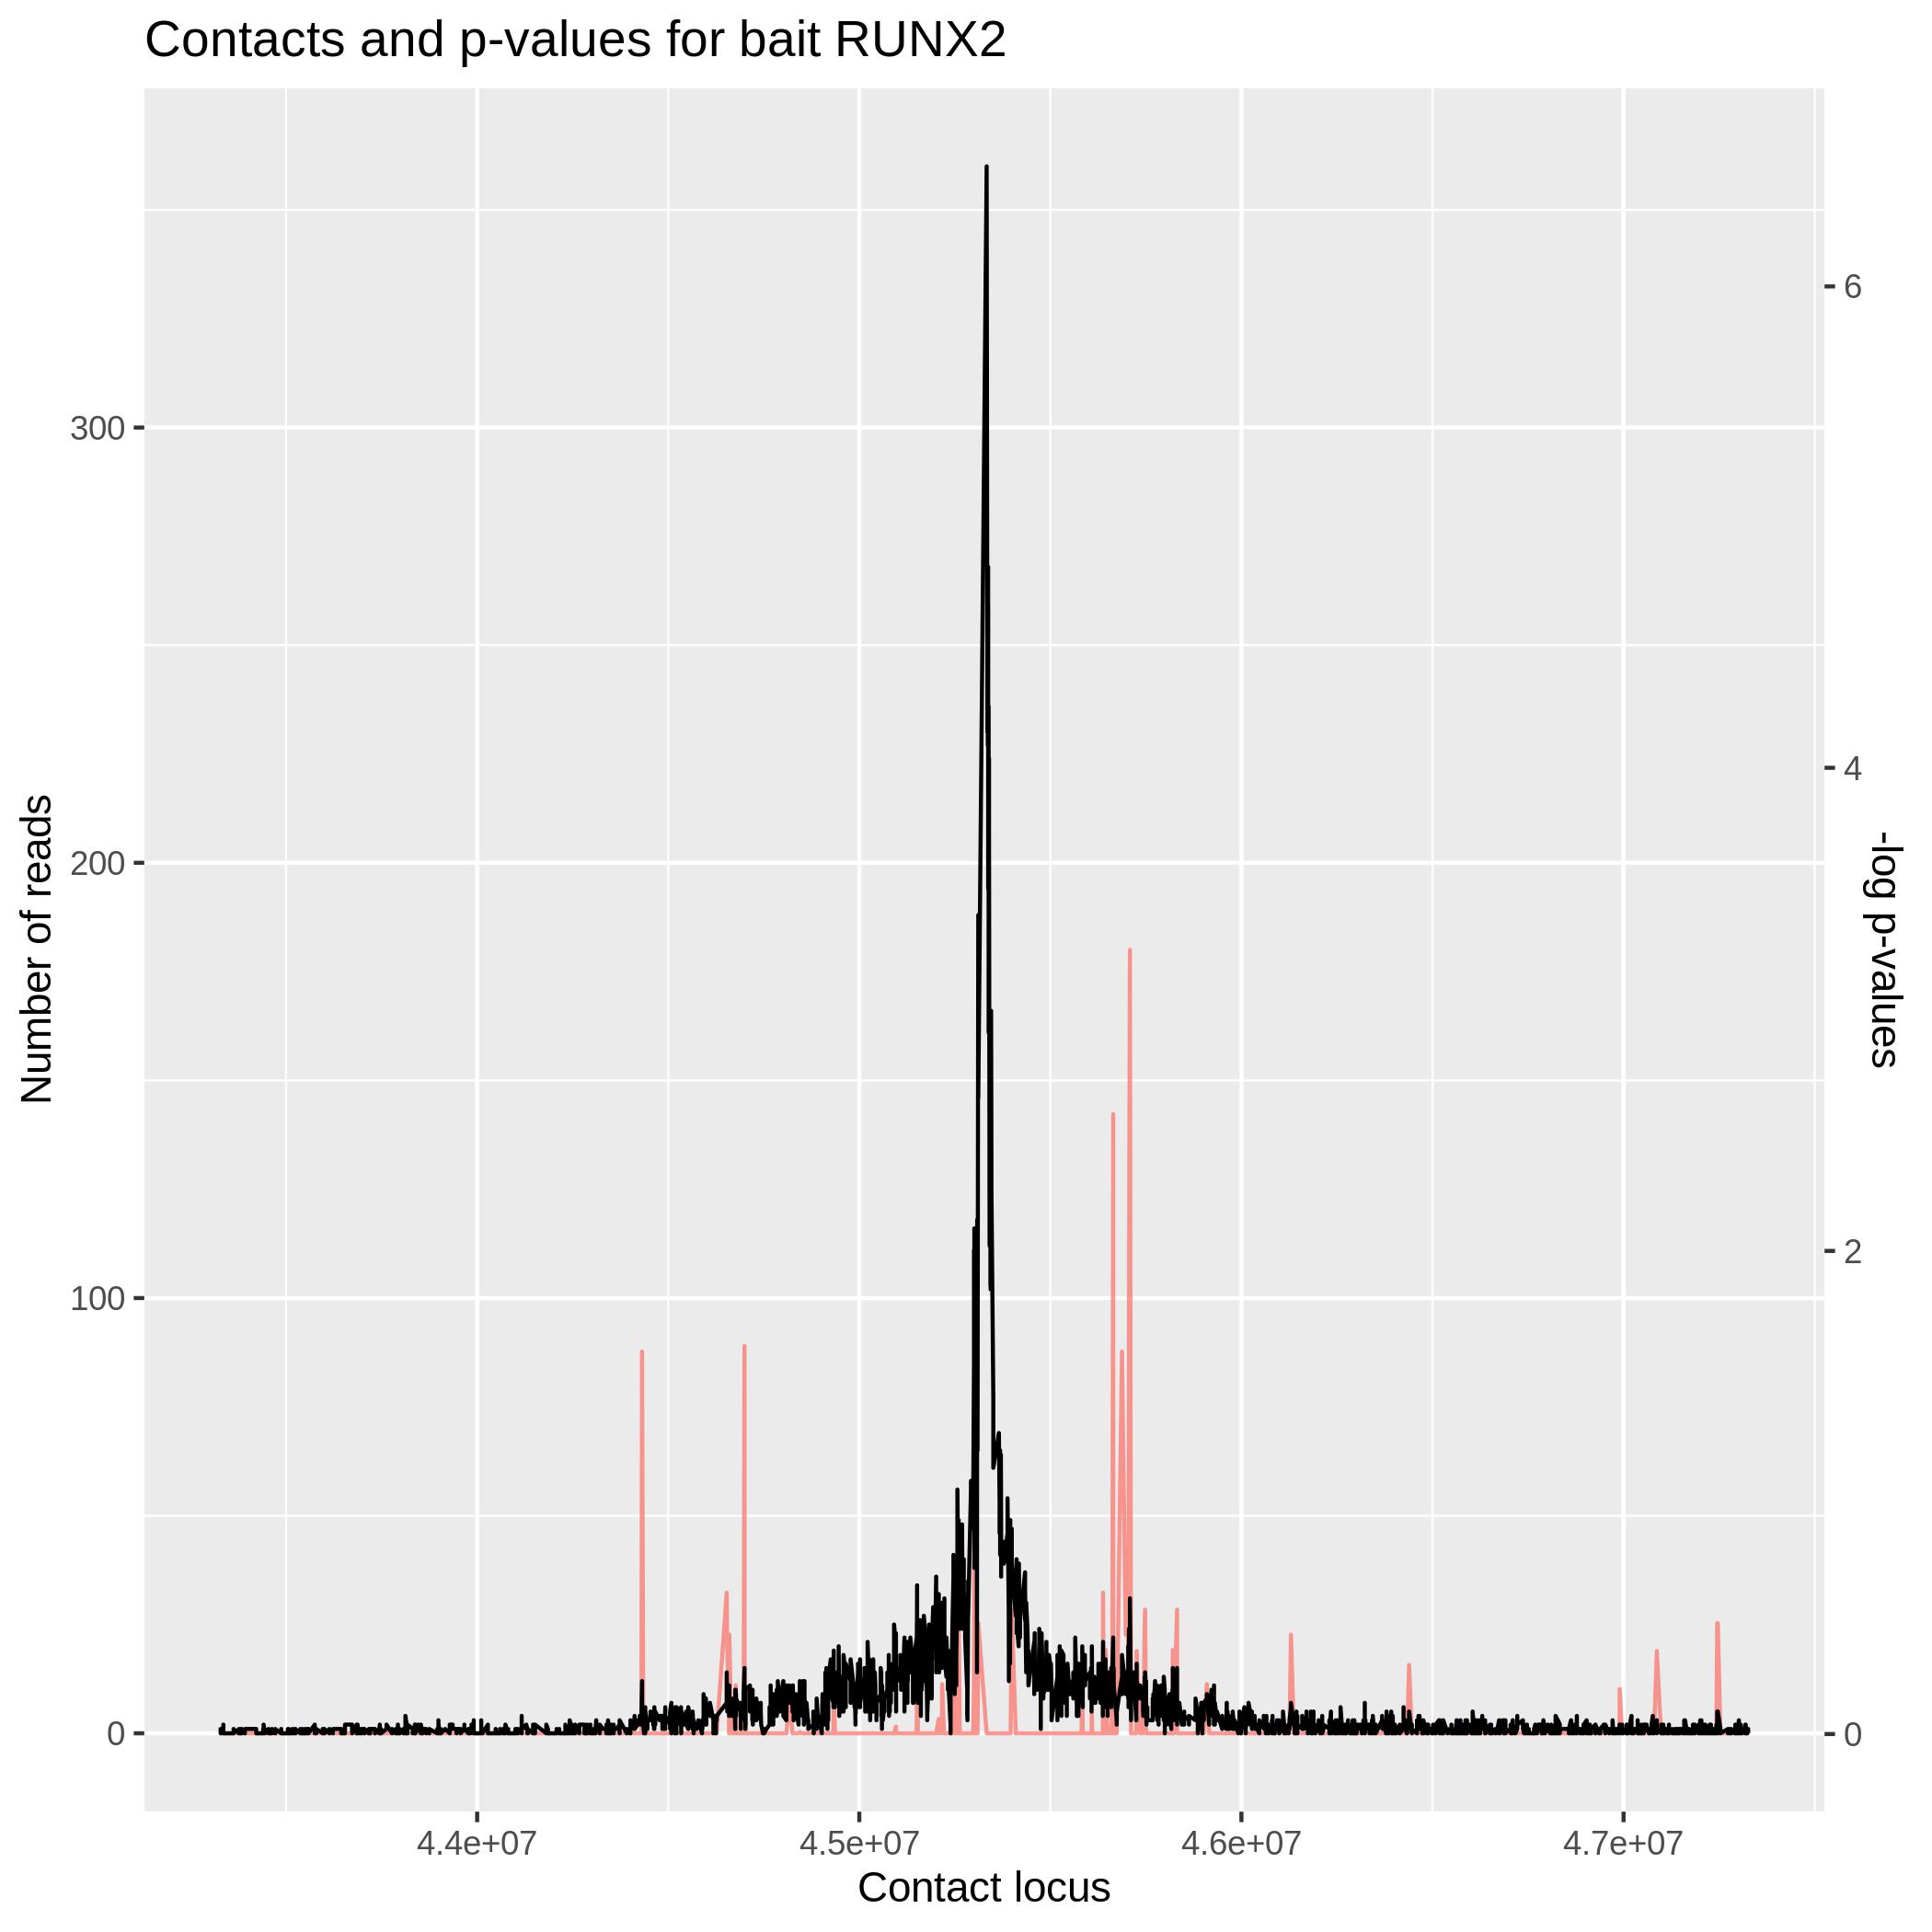 Contacts and p-values for bait RUNX2
Number of reads
300
200
100
0
6
4
2
0
-log p-values
4.4e+07 4.5e+07 4.6e+07 4.7e+07
Contact locus